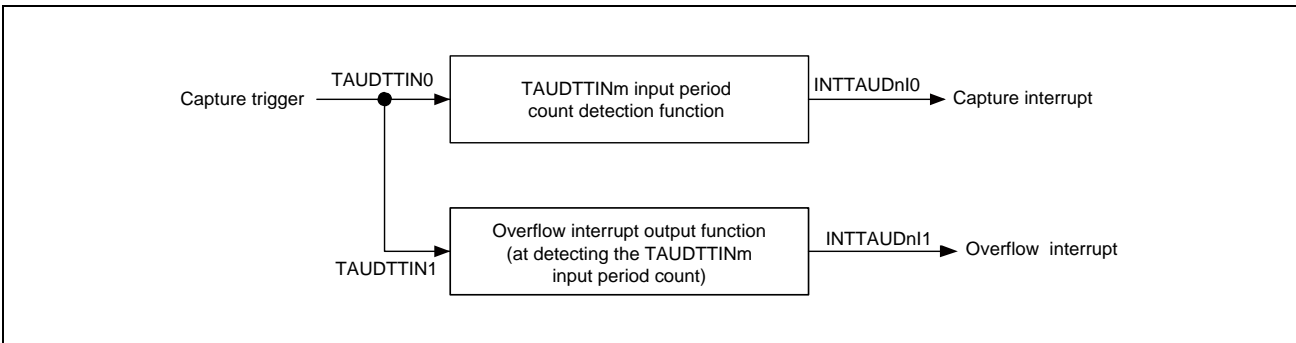 Capture trigger
TAUDTTIN0
TAUDTTINm input period
count detection function
INTTAUDnI0
Capture interrupt
TAUDTTIN1
Overflow interrupt output function
(at detecting the TAUDTTINm
input period count)
INTTAUDnI1
Overflow interrupt